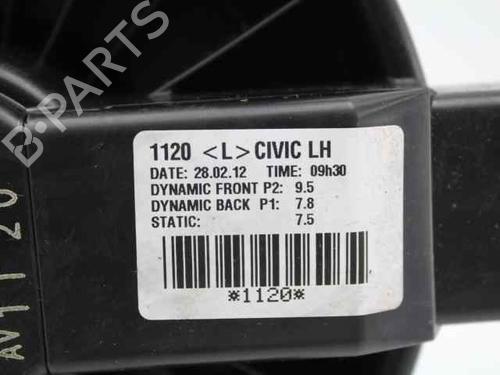 1120 <L> CIVIC LH
DATE: 28.02.12 TIME: 09h30
DYNAMIC FRONT P2: 9.5
DYNAMIC BACK P1: 7.8
STATIC: 7.5
*1120*
AV1120